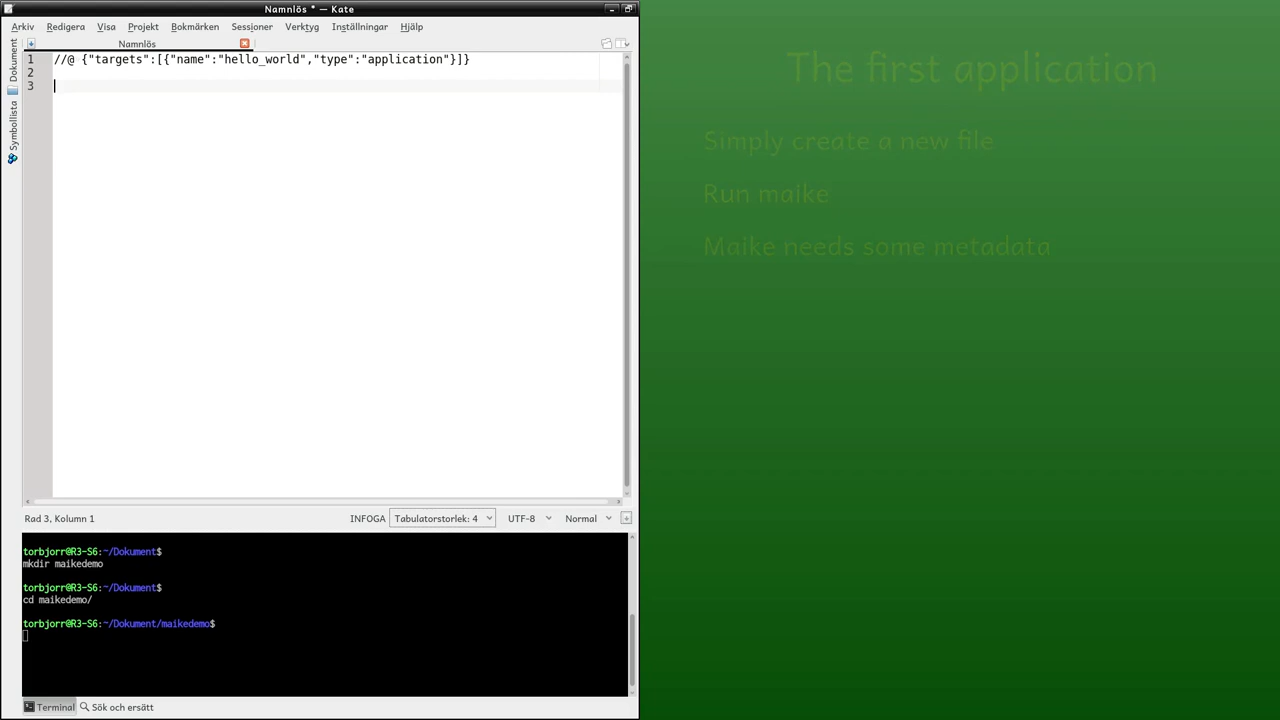 Namnlös * — Kate
Arkiv Redigera Visa Projekt Bokmärken Sessioner Verktyg Inställningar Hjälp
Namnlös
Dokument
Symbollista
1 //@ {"targets":[{"name":"hello_world","type":"application"}]}
2
3
Rad 3, Kolumn 1 INFOGA Tabulatorstorlek: 4 UTF-8 Normal
torbjorr@R3-S6:~/Dokument$
mkdir maikedemo
torbjorr@R3-S6:~/Dokument$
cd maikedemo/
torbjorr@R3-S6:~/Dokument/maikedemo$
Terminal Sök och ersätt
The first application
Simply create a new file
Run maike
Maike needs some metadata